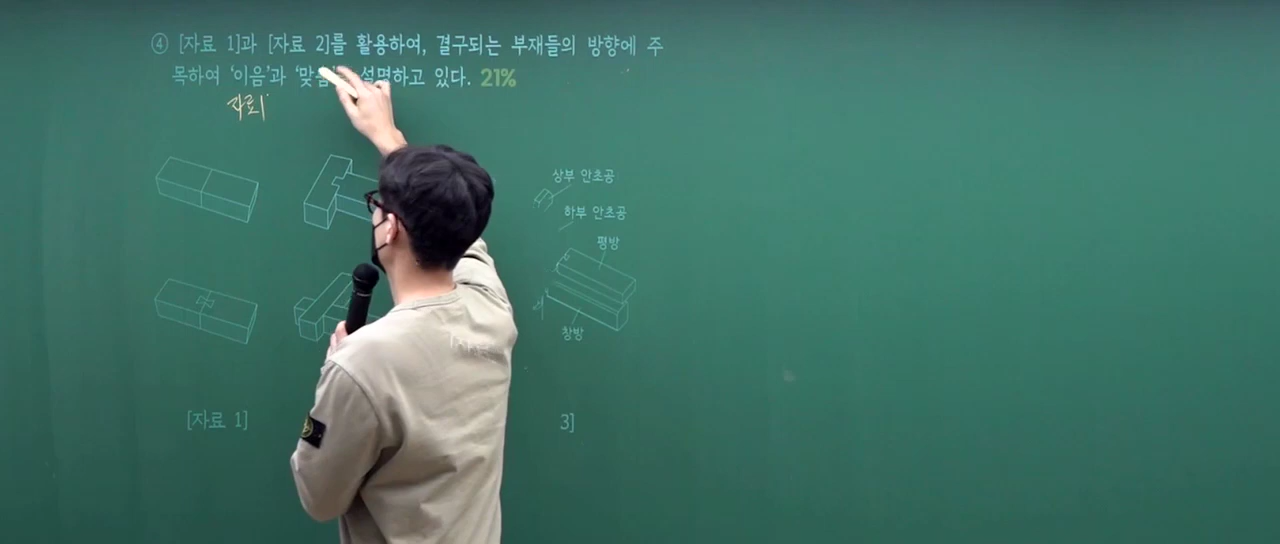 ④ [자료 1]과 [자료 2]를 활용하여, 결구되는 부재들의 방향에 주
목하여 '이음'과 '맞 설명하고 있다. 21%
자료1
상부 안초공
하부 안초공
평방
창방
[자료 1]
3]